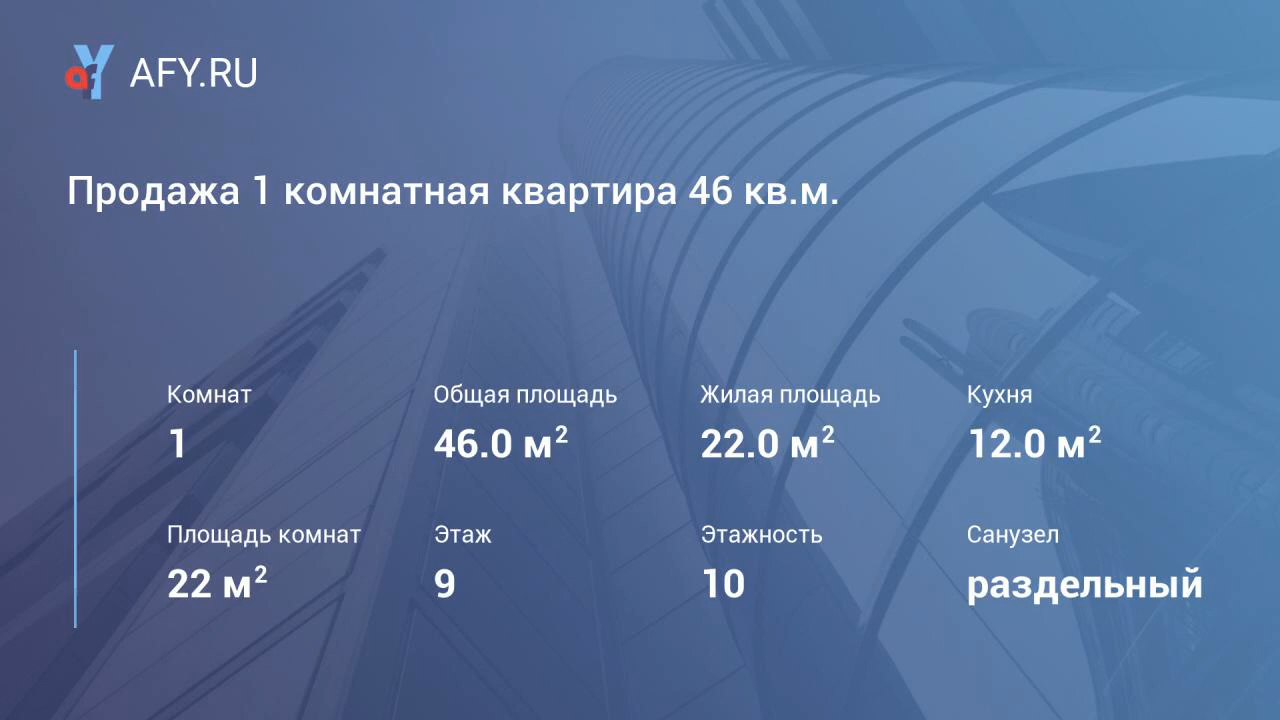 AFY.RU
Продажа 1 комнатная квартира 46 кв.м.
Комнат
1
Общая площадь
46.0 м²
Жилая площадь
22.0 м²
Кухня
12.0 м²
Площадь комнат
22 м²
Этаж
9
Этажность
10
Санузел
раздельный